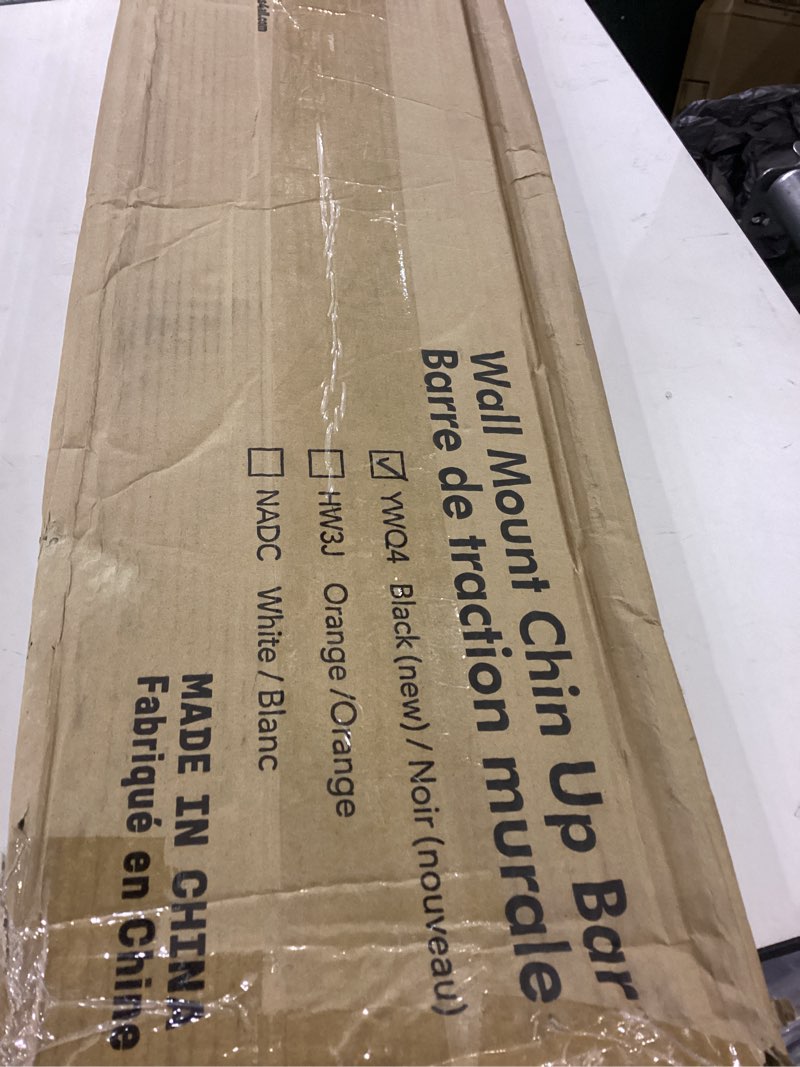 Wall Mount Chin Up Bar
Barre de traction murale
YWQ4 Black (new) / Noir (nouveau)
HW3J Orange /Orange
NADC White / Blanc
MADE IN CHINA
Fabriqué en Chine